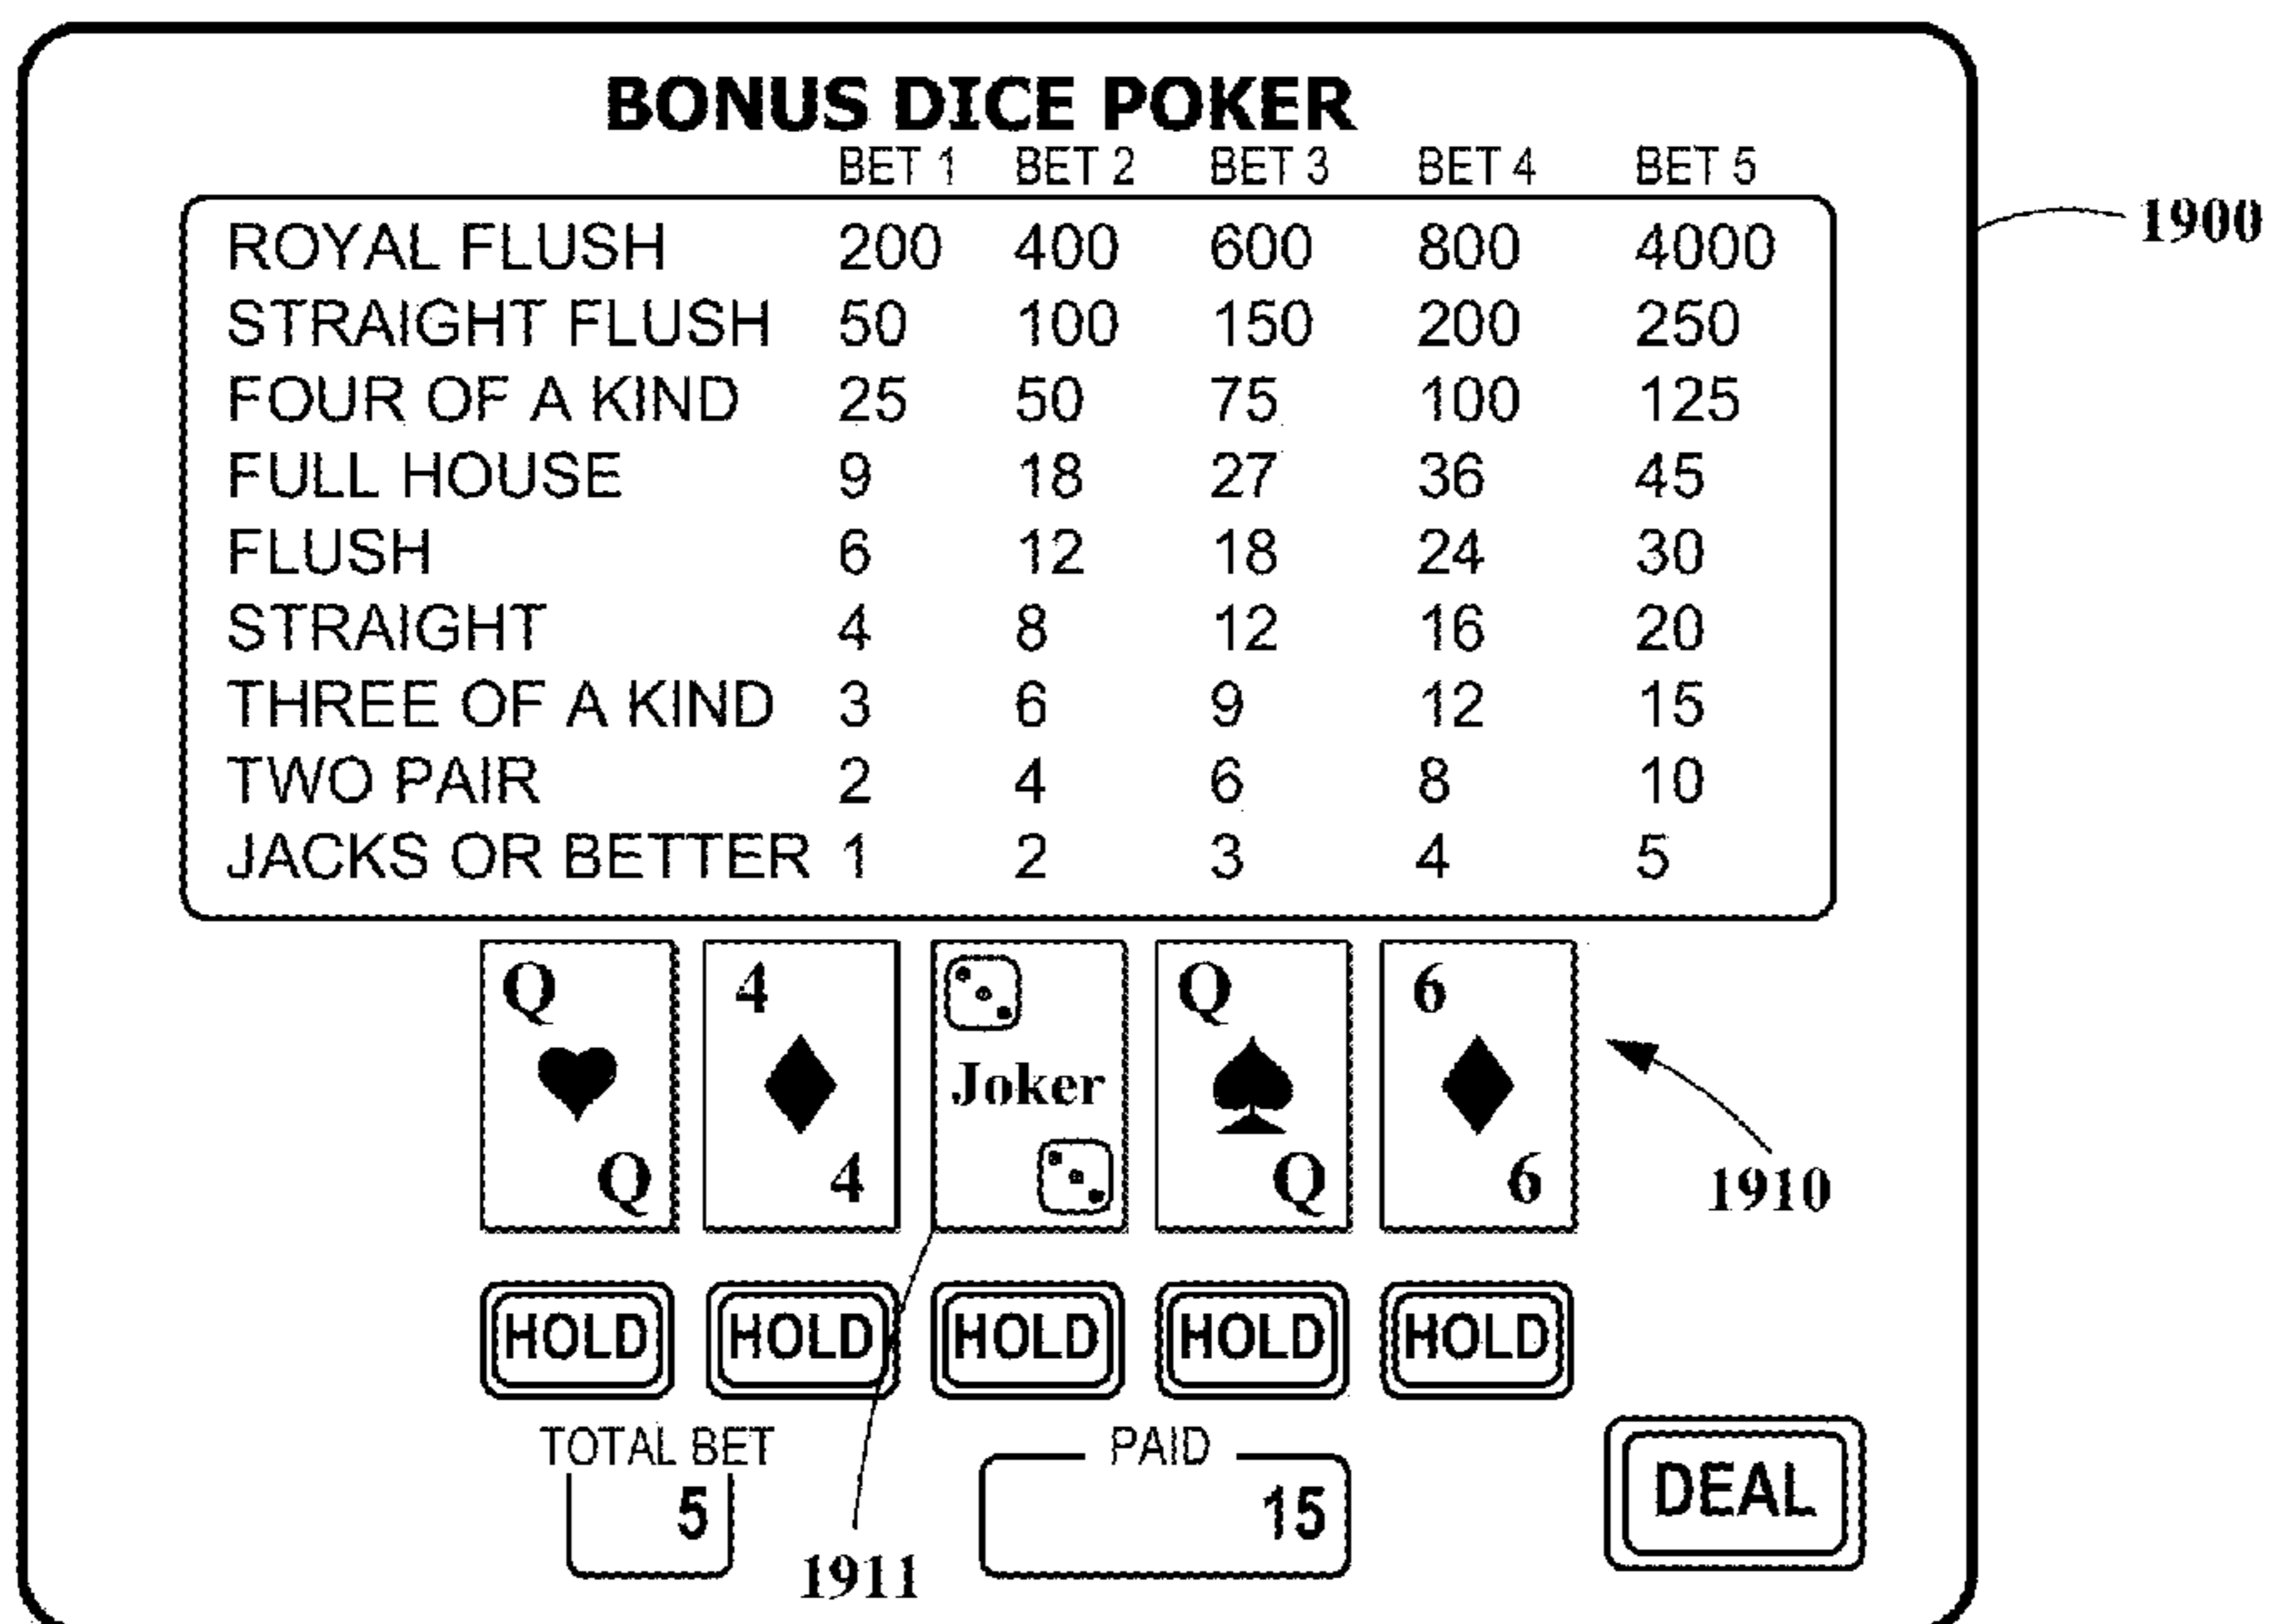 BONUS DICE POKER
BET 1 BET 2 BET 3 BET 4 BET 5
1900
ROYAL FLUSH 200 400 600 800 4000
STRAIGHT FLUSH 50 100 150 200 250
FOUR OF A KIND 25 50 75 100 125
FULL HOUSE 9 18 27 36 45
FLUSH 6 12 18 24 30
STRAIGHT 4 8 12 16 20
THREE OF A KIND 3 6 9 12 15
TWO PAIR 2 4 6 8 10
JACKS OR BETTER 1 2 3 4 5
Q 4 Q 6
Joker
Q 4 Q 6
1910
HOLD HOLD HOLD HOLD HOLD
TOTAL BET PAID
5 15 DEAL
1911